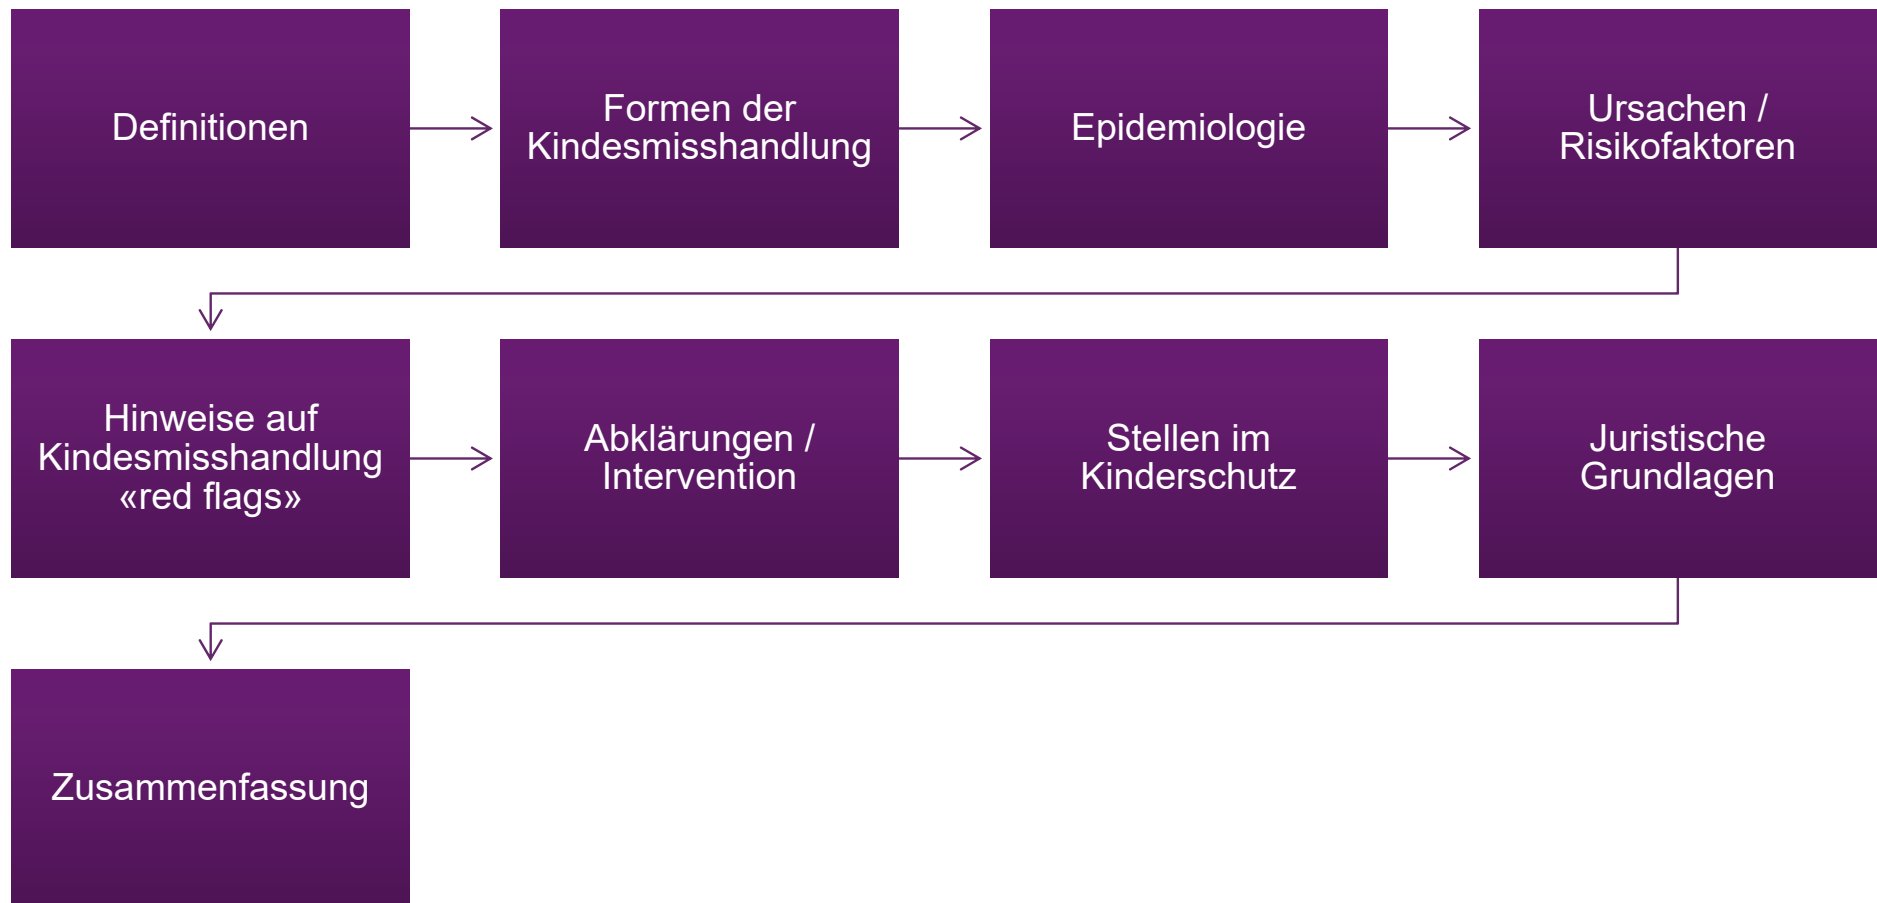 Definitionen
Formen der
Kindesmisshandlung
Epidemiologie
Ursachen /
Risikofaktoren
Hinweise auf
Kindesmisshandlung
«red flags»
Abklärungen /
Intervention
Stellen im
Kinderschutz
Juristische
Grundlagen
Zusammenfassung